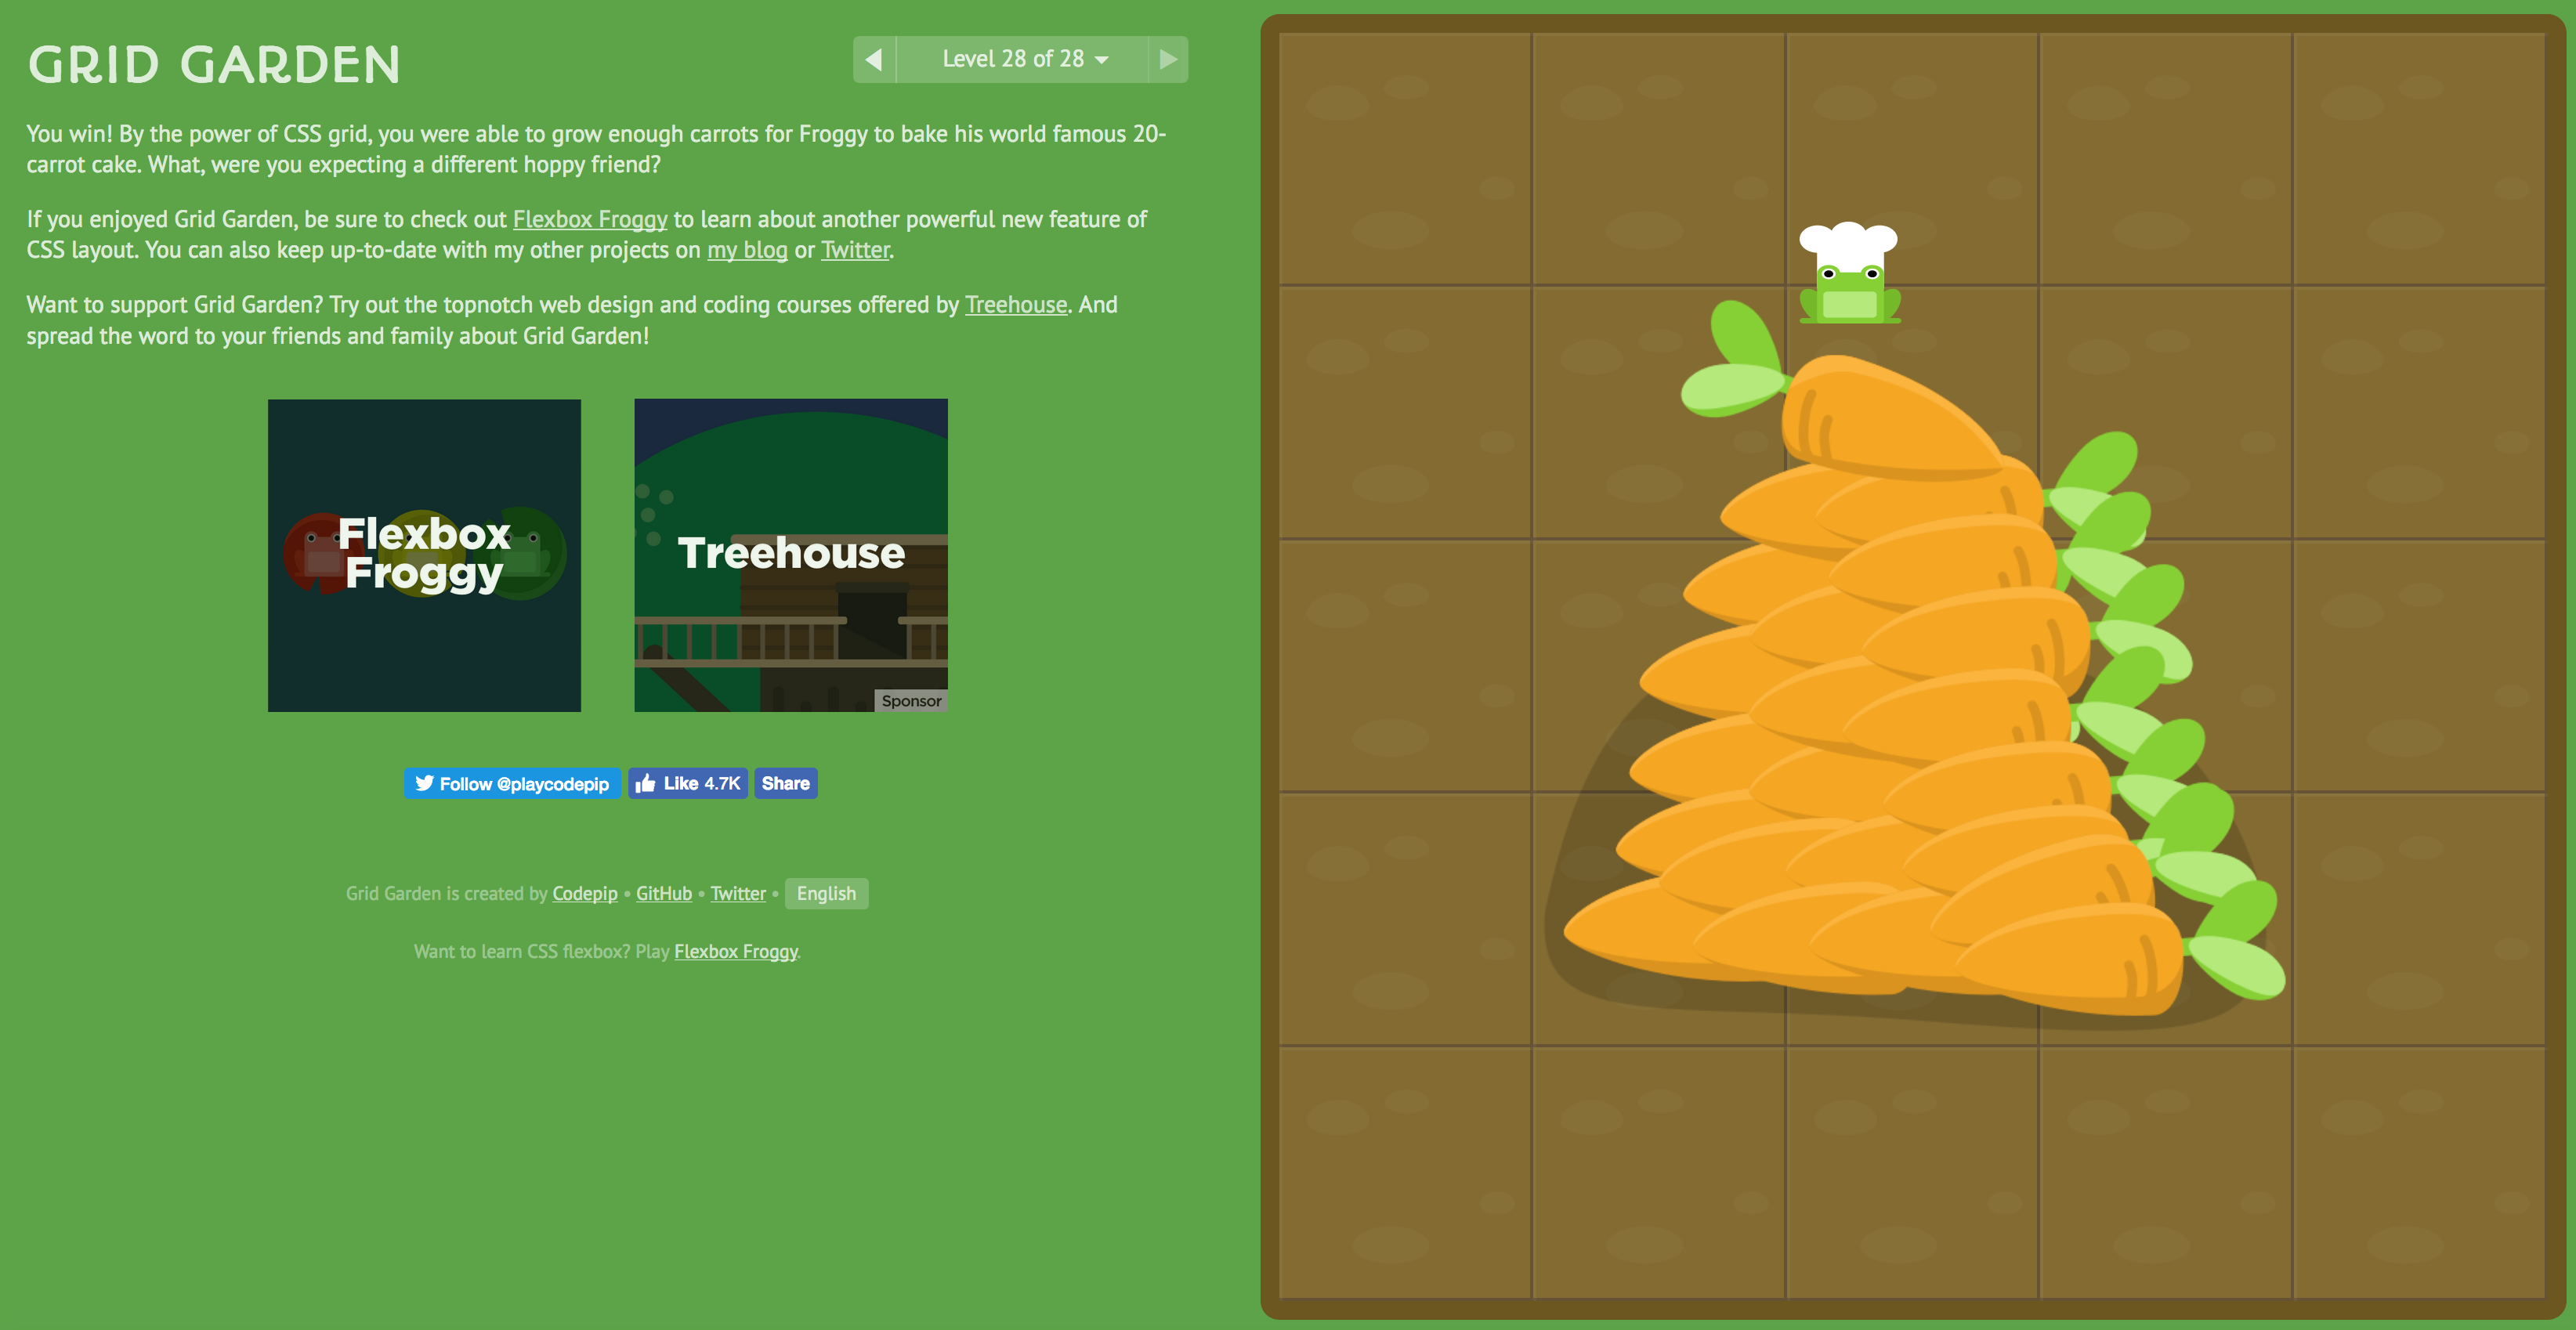 GRID GARDEN
Level 28 of 28
You win! By the power of CSS grid, you were able to grow enough carrots for Froggy to bake his world famous 20-
carrot cake. What, were you expecting a different hoppy friend?
If you enjoyed Grid Garden, be sure to check out Flexbox Froggy to learn about another powerful new feature of
CSS layout. You can also keep up-to-date with my other projects on my blog or Twitter.
Want to support Grid Garden? Try out the topnotch web design and coding courses offered by Treehouse. And
spread the word to your friends and family about Grid Garden!
Flexbox
Froggy
Treehouse
Sponsor
Follow @playcodepip Like 4.7K Share
Grid Garden is created by Codepip • GitHub • Twitter • English
Want to learn CSS flexbox? Play Flexbox Froggy.